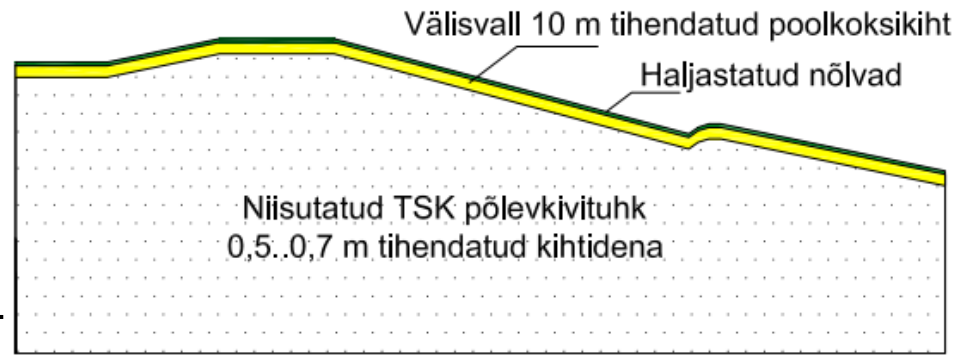 Välisvall 10 m tihendatud poolkoksikiht
Haljastatud nõlvad
Niisutatud TSK põlevkivituhk
0,5..0,7 m tihendatud kihtidena